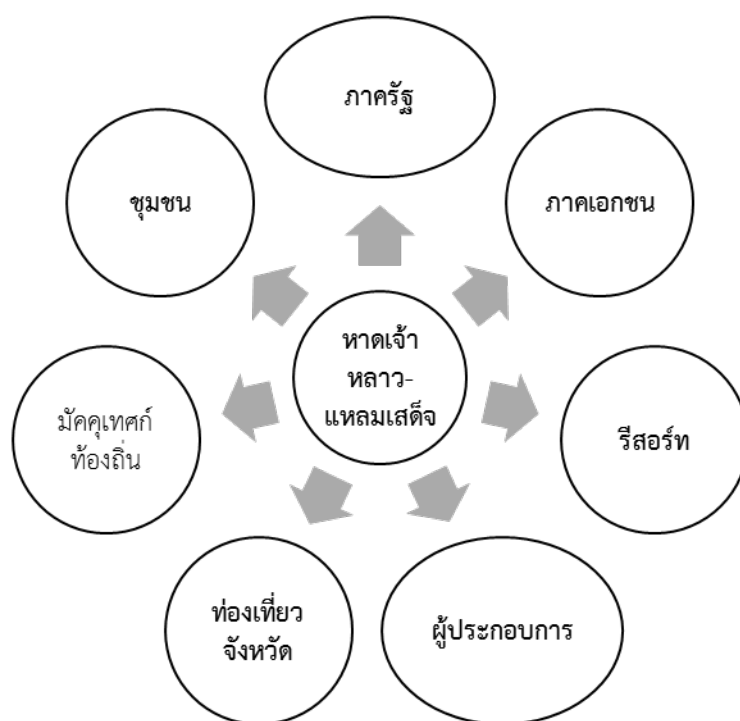 ภาครัฐ
ภาคเอกชน
รีสอร์ท
ผู้ประกอบการ
ท่องเที่ยว
จังหวัด
มัคคุเทศก์
ท้องถิ่น
ชุมชน
หาดเจ้า
หลาว-
แหลมเสด็จ